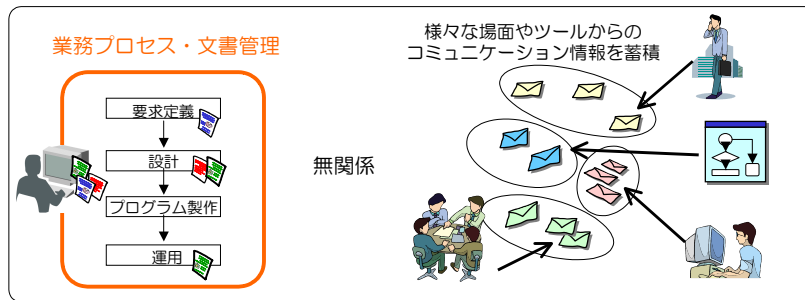 業務プロセス・文書管理
要求定義
設計
プログラム製作
運用
無関係
様々な場面やツールからの
コミュニケーション情報を蓄積